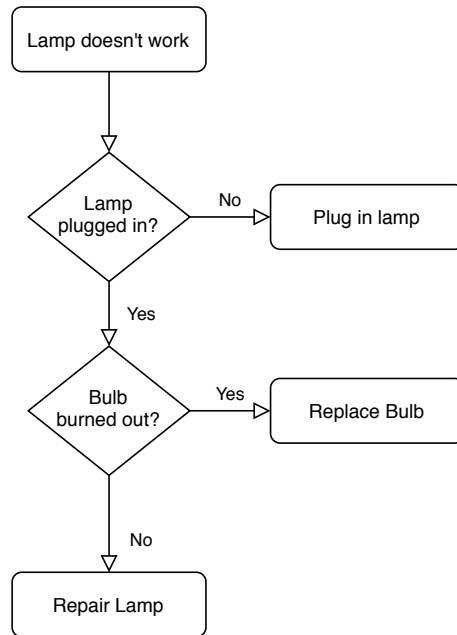 Lamp doesn't work
Lamp
plugged in?
No
Plug in lamp
Yes
Bulb
burned out?
Yes
Replace Bulb
No
Repair Lamp